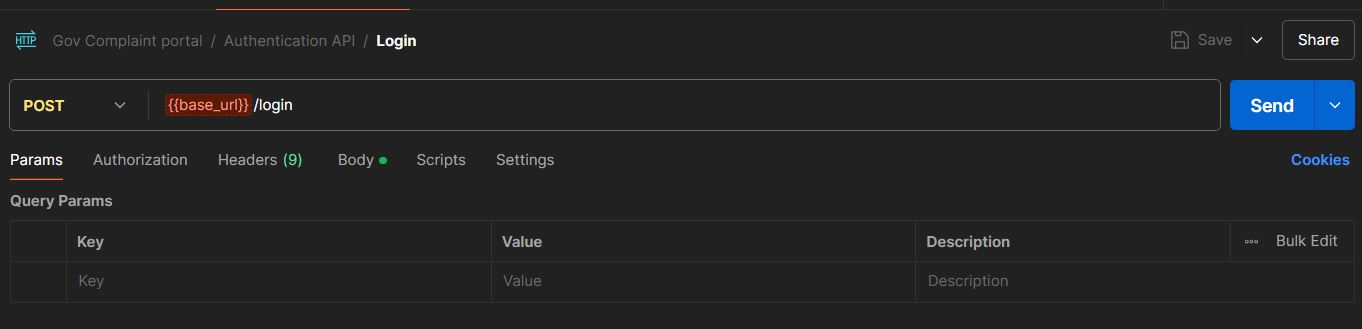 HTTP Gov Complaint portal / Authentication API / Login Save Share
POST {{base_url}}/login Send
Params Authorization Headers (9) Body Scripts Settings Cookies
Query Params
Key Value Description Bulk Edit
Key Value Description